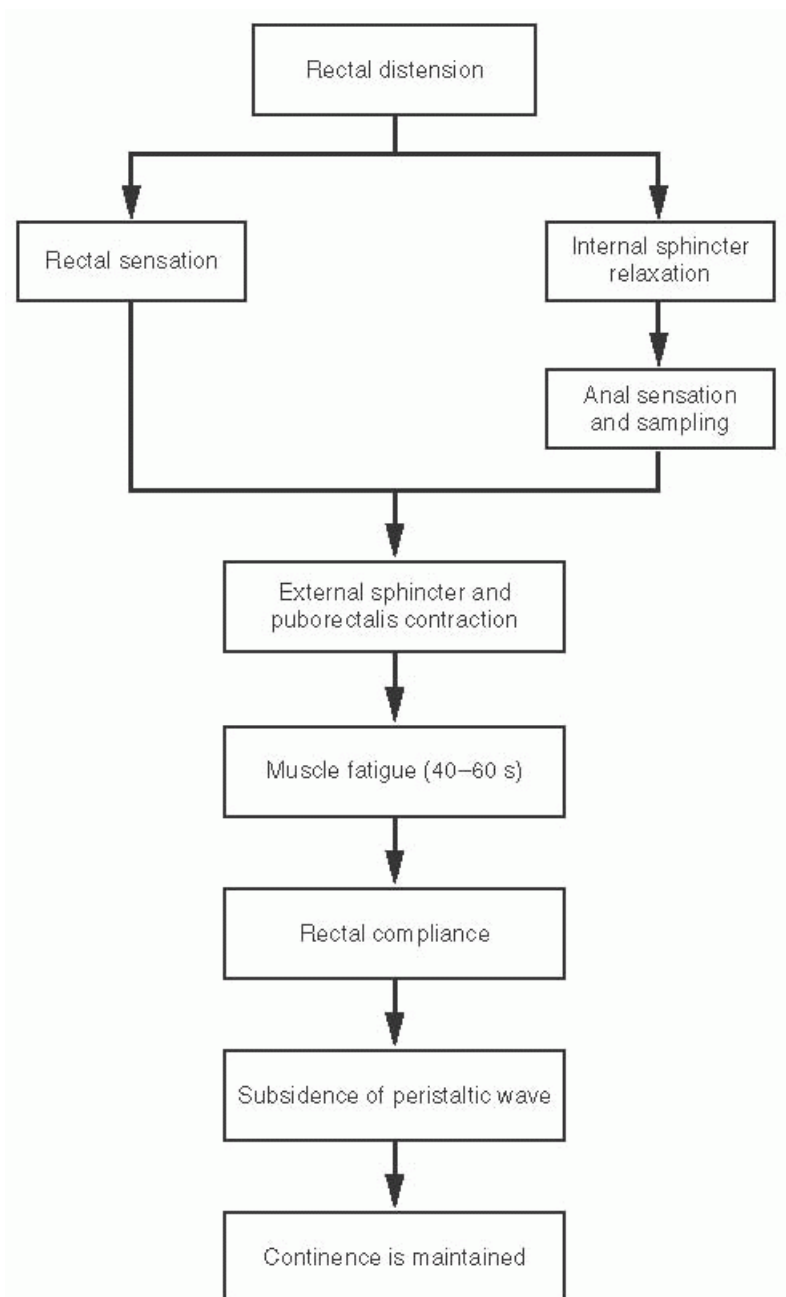 Rectal distension
Rectal sensation
Internal sphincter
relaxation
Anal sensation
and sampling
External sphincter and
puborectalis contraction
Muscle fatigue (40–60 s)
Rectal compliance
Subsidence of peristaltic wave
Continence is maintained